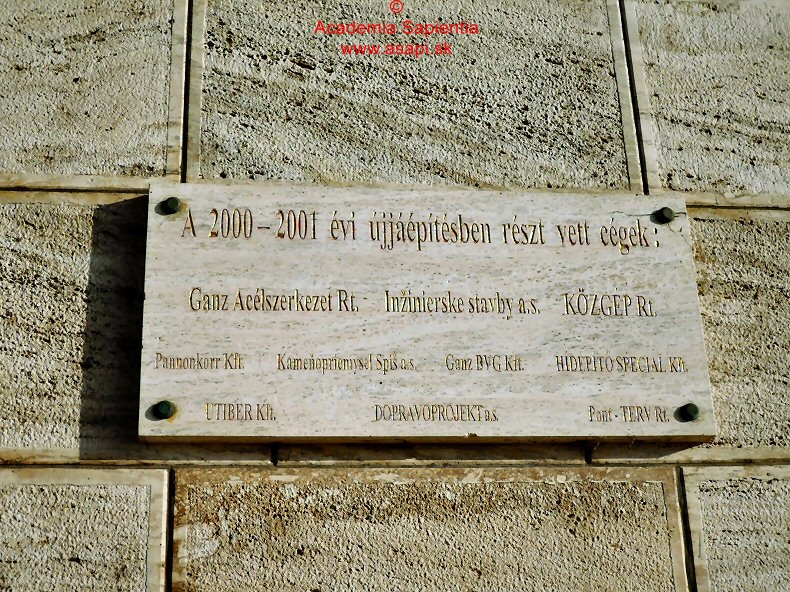 ©
Academia Sapientia
www.asapi.sk
A 2000 – 2001 évi újjáépítésben részt vett cégek:
Ganz Acélszerkezet Rt. - Inžinierske stavby a.s. KÖZGÉP Rt.
Pannonkorr Kft. Kameňopriemysel Spiš a.s. Ganz BVG Kft. HIDÉPITŐ SPECIÁL Kft.
UTIBER Kft. DOPRAVOPROJEKT a.s. Pont - TERV Rt.